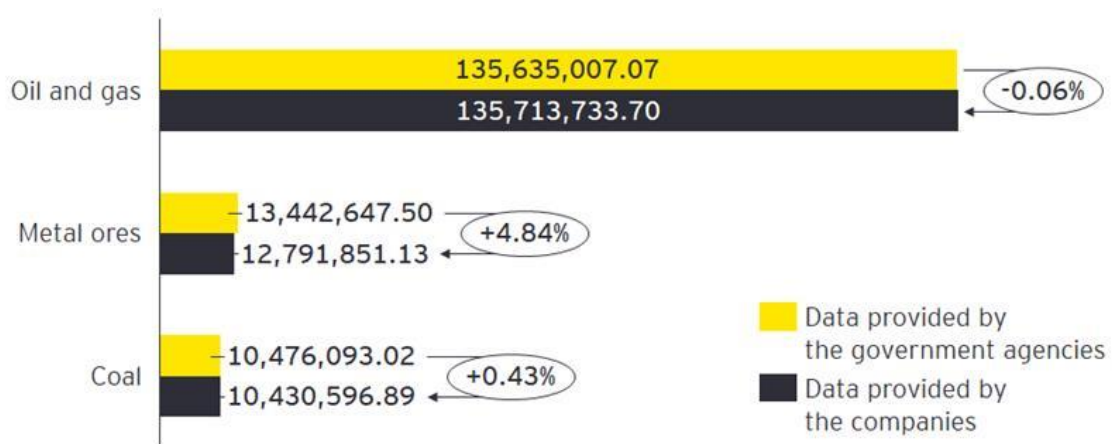 135,635,007.07
Oil and gas
-0.06%
135,713,733.70
13,442,647.50
Metal ores
+4.84%
12,791,851.13
Data provided by
the government agencies
10,476,093.02
Coal
+0.43%
10,430,596.89
Data provided by
the companies